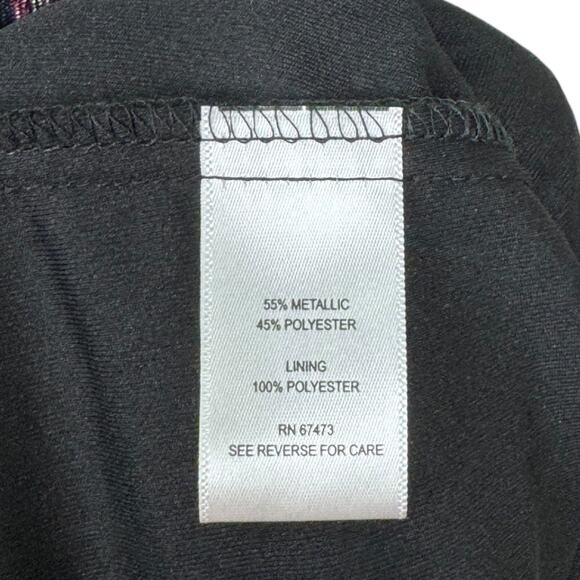 55% METALLIC
45% POLYESTER
LINING
100% POLYESTER
RN 67473
SEE REVERSE FOR CARE